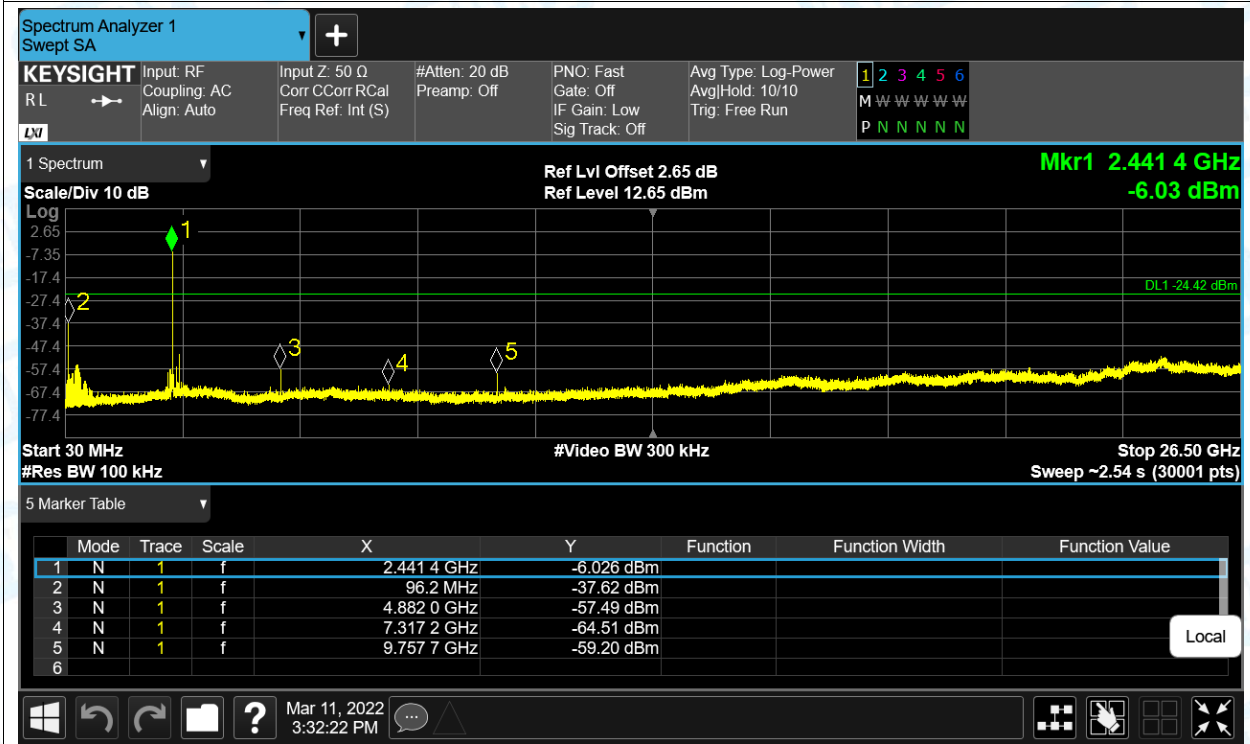 Spectrum Analyzer 1
Swept SA
+
KEYSIGHT Input: RF Input Z: 50 Ω #Atten: 20 dB PNO: Fast Avg Type: Log-Power 1 2 3 4 5 6
R L Coupling: AC Corr CCorr RCal Preamp: Off Gate: Off Avg|Hold: 10/10 M W W W W W
Align: Auto Freq Ref: Int (S) IF Gain: Low Trig: Free Run
LXI Sig Track: Off P N N N N N
1 Spectrum Ref Lvl Offset 2.65 dB Mkr1 2.441 4 GHz
Scale/Div 10 dB Ref Level 12.65 dBm -6.03 dBm
Log
2.65 1
-7.35
-17.4
DL1 -24.42 dBm
-27.4 2
-37.4
-47.4 3 5
-57.4 4
-67.4
-77.4
Start 30 MHz #Video BW 300 kHz Stop 26.50 GHz
#Res BW 100 kHz Sweep ~2.54 s (30001 pts)
5 Marker Table
Mode Trace Scale X Y Function Function Width Function Value
1 N 1 f 2.441 4 GHz -6.026 dBm
2 N 1 f 96.2 MHz -37.62 dBm
3 N 1 f 4.882 0 GHz -57.49 dBm
4 N 1 f 7.317 2 GHz -64.51 dBm
5 N 1 f 9.757 7 GHz -59.20 dBm
6
Local
? Mar 11, 2022
3:32:22 PM